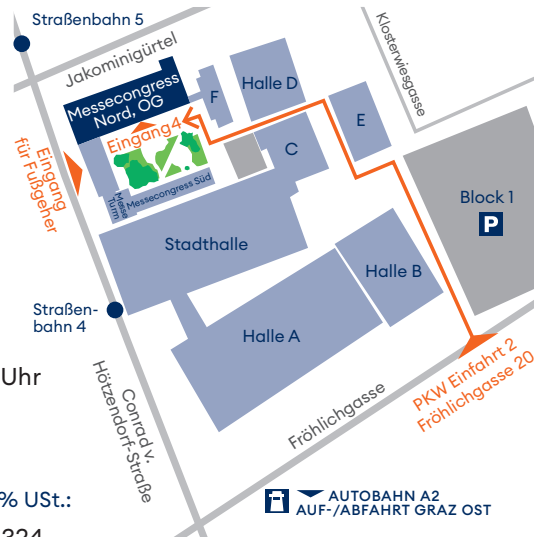 Straßenbahn 5
Jakominigürtel
Klosterwiesgasse
Messecongress
Nord, OG
F
Halle D
E
Eingang 4
C
Eingang
für Fußgeher
Messe
Turm
Messecongress Süd
Block 1
P
Stadthalle
Halle B
Straßen-
bahn 4
Halle A
Uhr
PKW Einfahrt 2
Fröhlichgasse 20
Conrad v.
Hötzendorf-Straße
Fröhlichgasse
% USt.:
AUTOBAHN A2
AUF-/ABFAHRT GRAZ OST